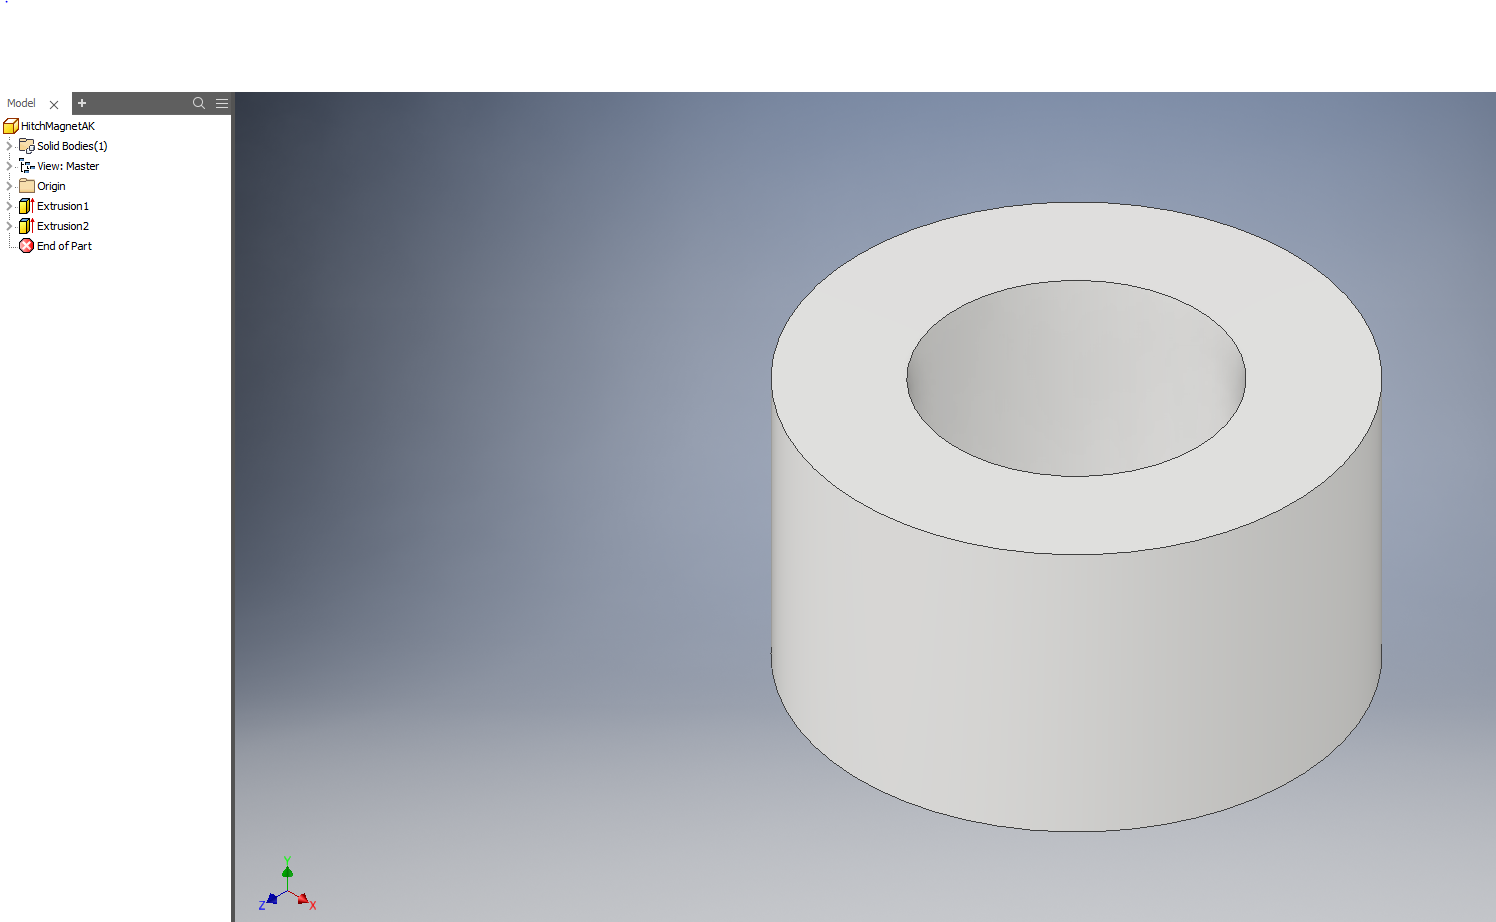 Model
HitchMagnetAK
Solid Bodies(1)
View: Master
Origin
Extrusion1
Extrusion2
End of Part
Y
Z
X